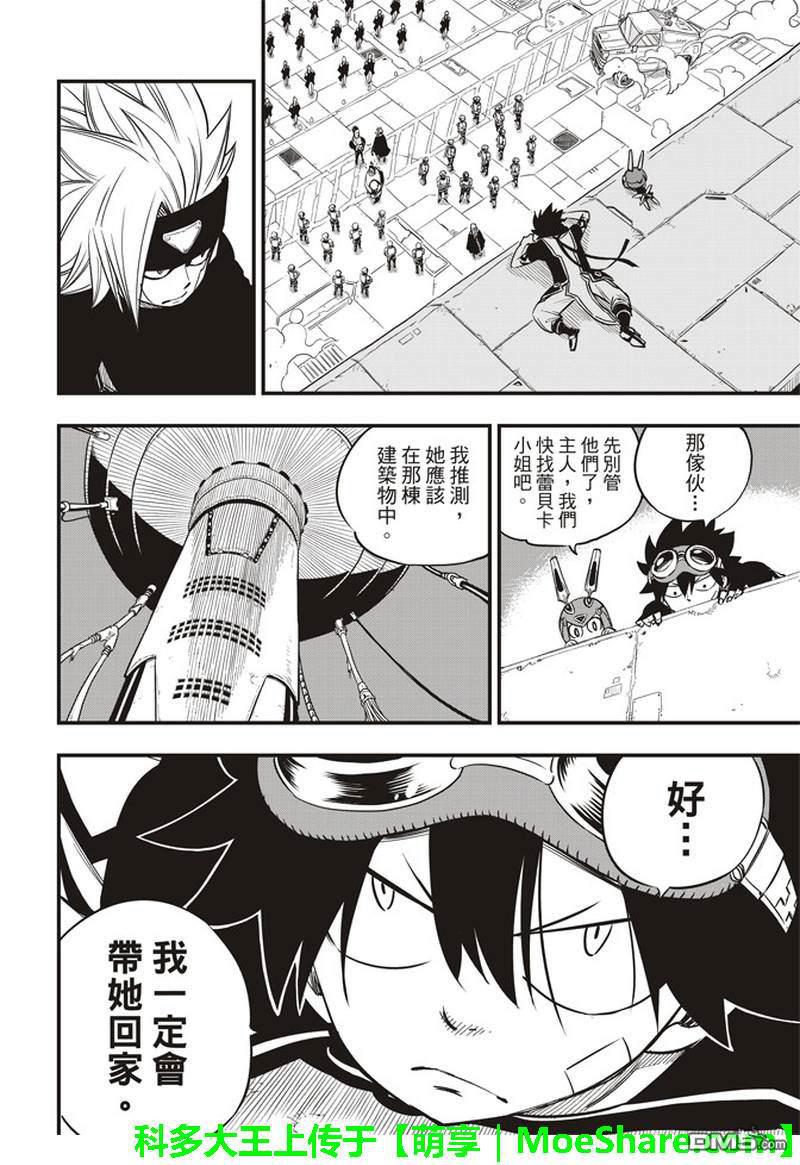 那傢伙…
先別管
他們了，
主人，我們
快找蕾貝卡
小姐吧。
我推測，
她應該
在那棟
建築物中。
好…
我一定會
帶她回家。
科多大王上传于【萌享｜MoeShare
DM5.com